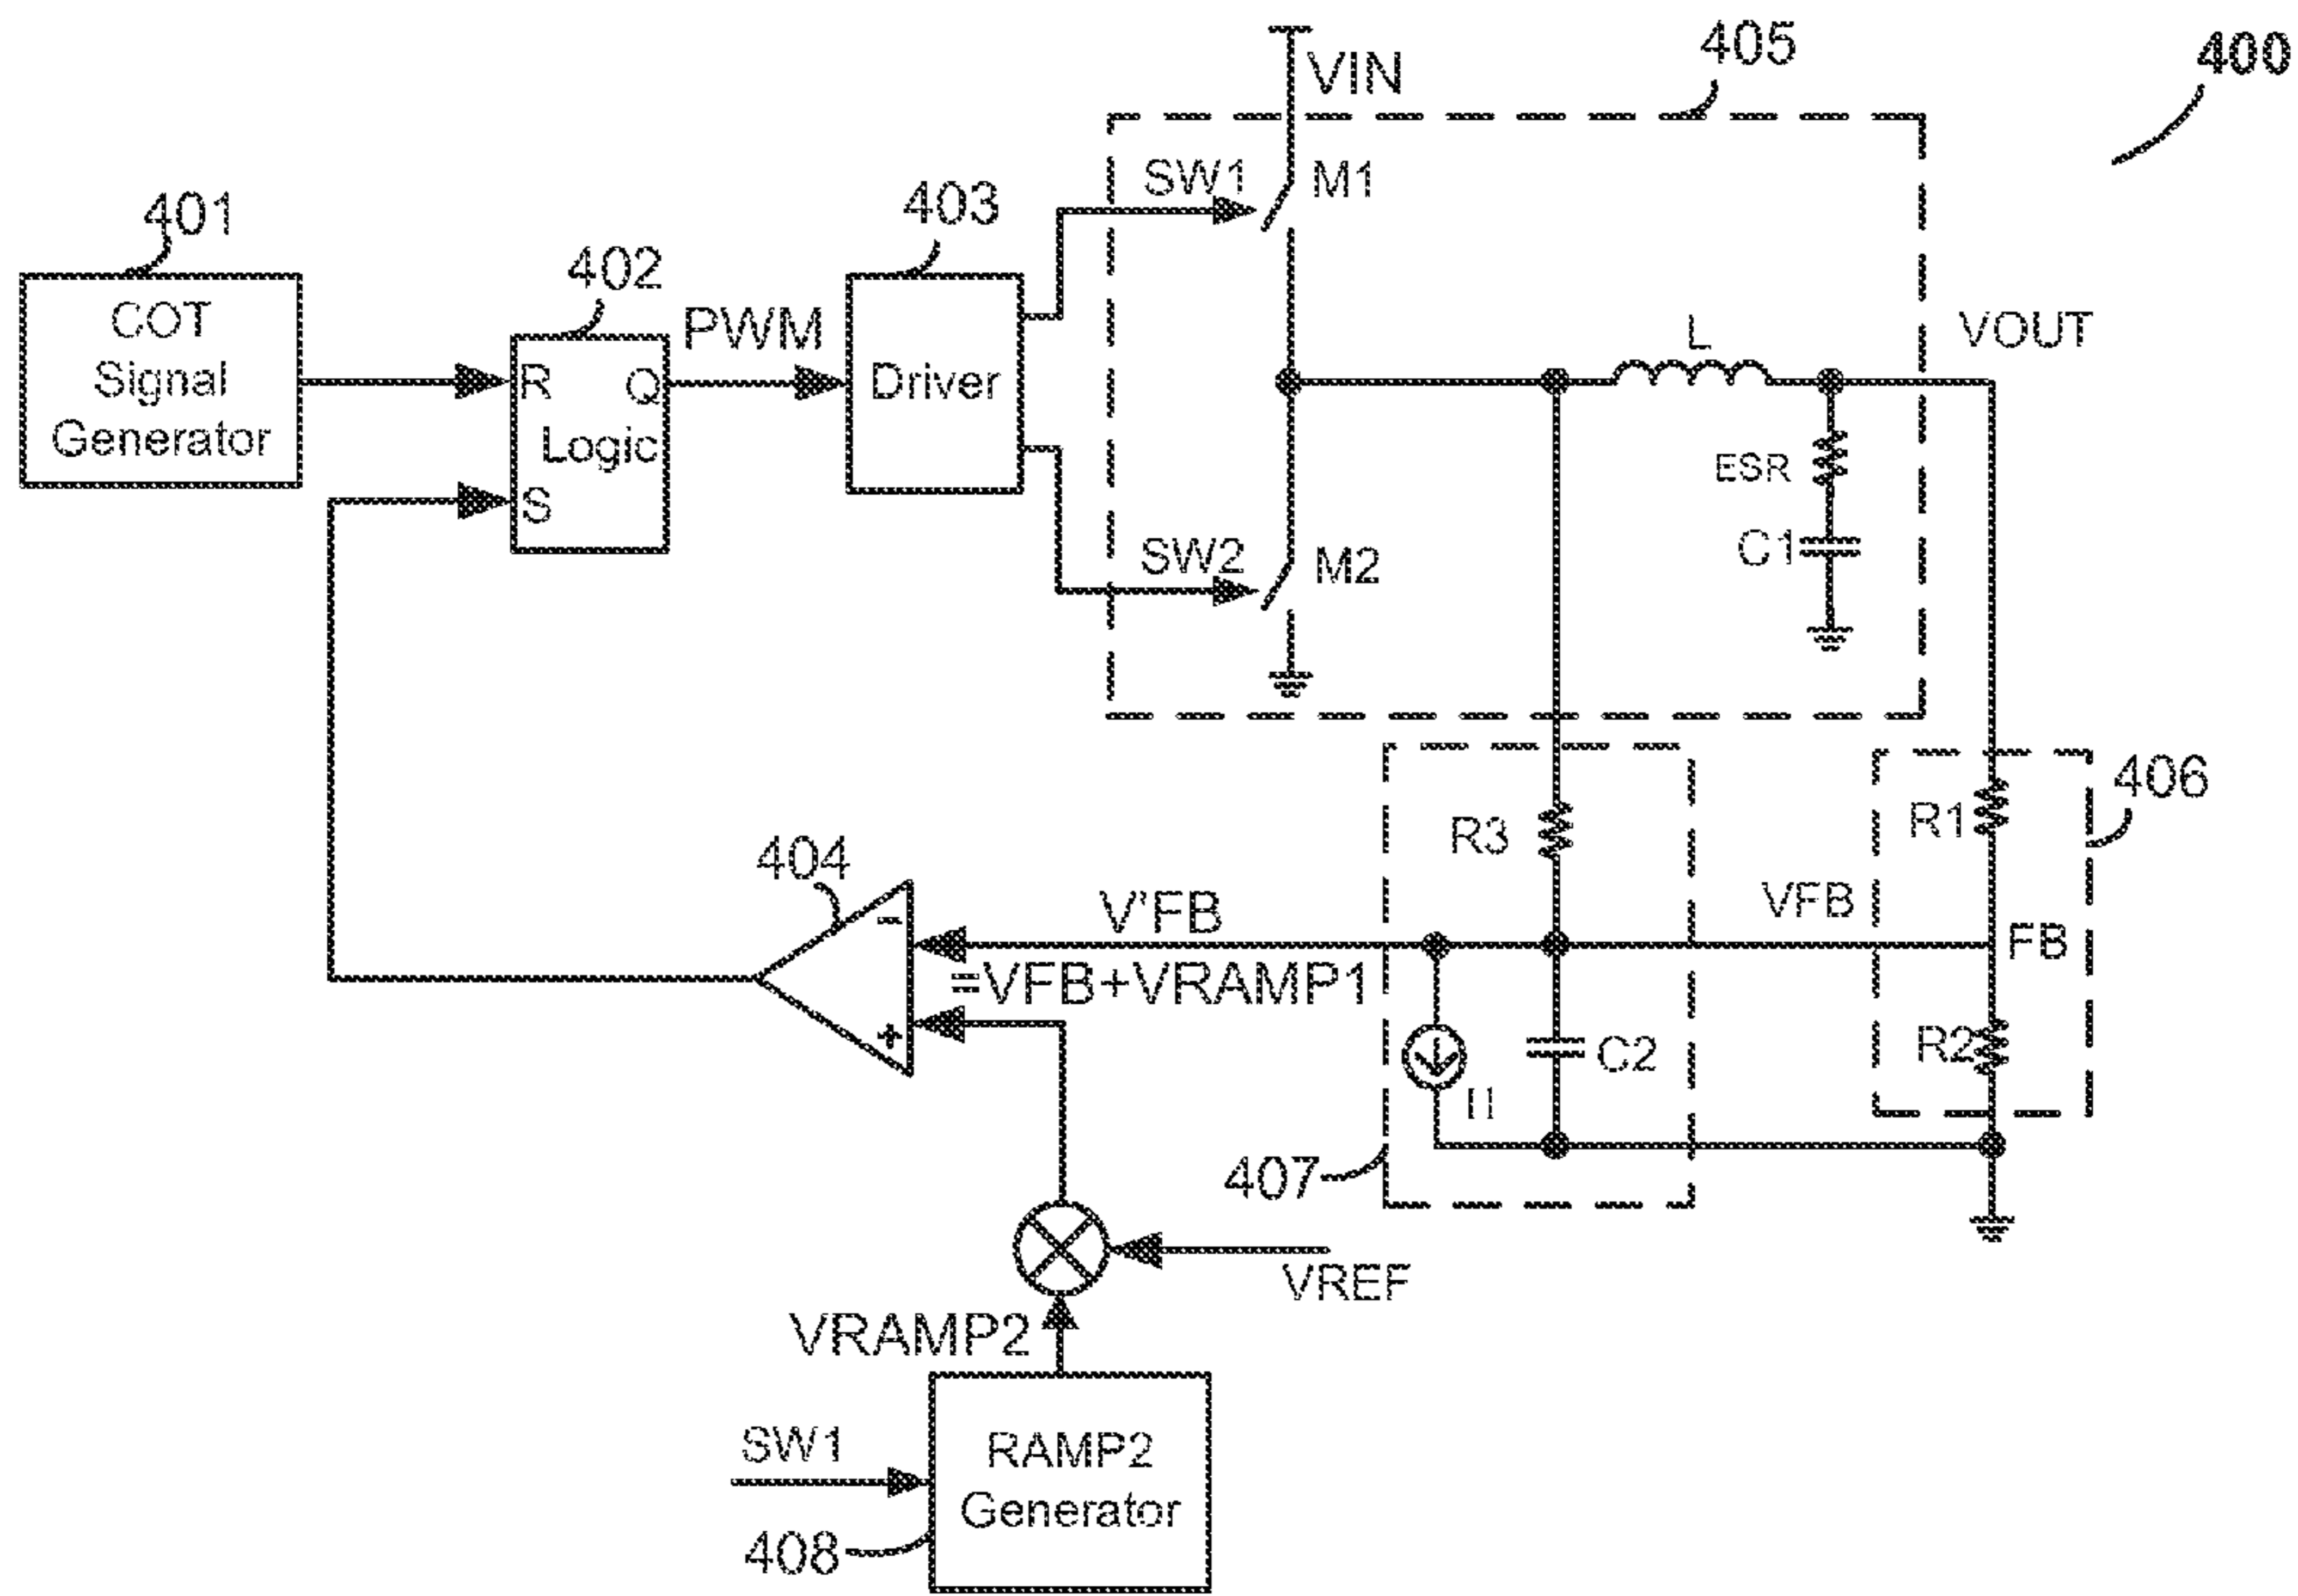 400
405
VIN
401
COT
Signal
Generator
402
R
Q
Logic
S
PWM
403
Driver
SW1
M1
SW2
M2
L
VOUT
ESR
C1
406
R1
R3
404
-
V'FB
=VFB+VRAMP1
+
VFB
FB
R2
C2
I1
407
VREF
VRAMP2
SW1
RAMP2
Generator
408